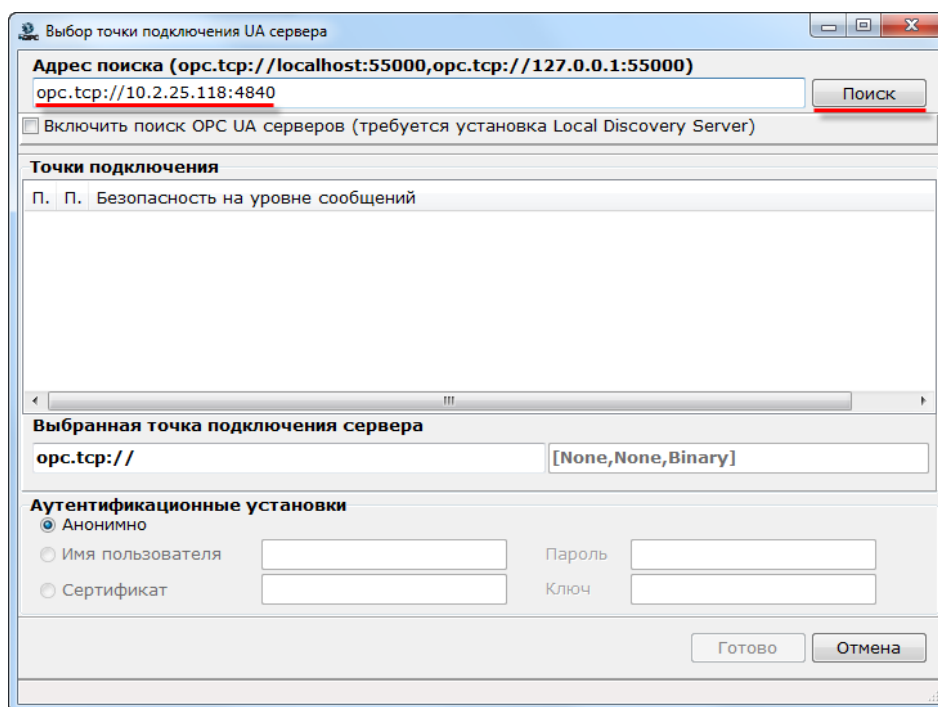 Выбор точки подключения UA сервера
Адрес поиска (opc.tcp://localhost:55000,opc.tcp://127.0.0.1:55000)
opc.tcp://10.2.25.118:4840 Поиск
Включить поиск OPC UA серверов (требуется установка Local Discovery Server)
Точки подключения
П. П. Безопасность на уровне сообщений
Выбранная точка подключения сервера
opc.tcp:// [None,None,Binary]
Аутентификационные установки
Анонимно
Имя пользователя Пароль
Сертификат Ключ
Готово Отмена